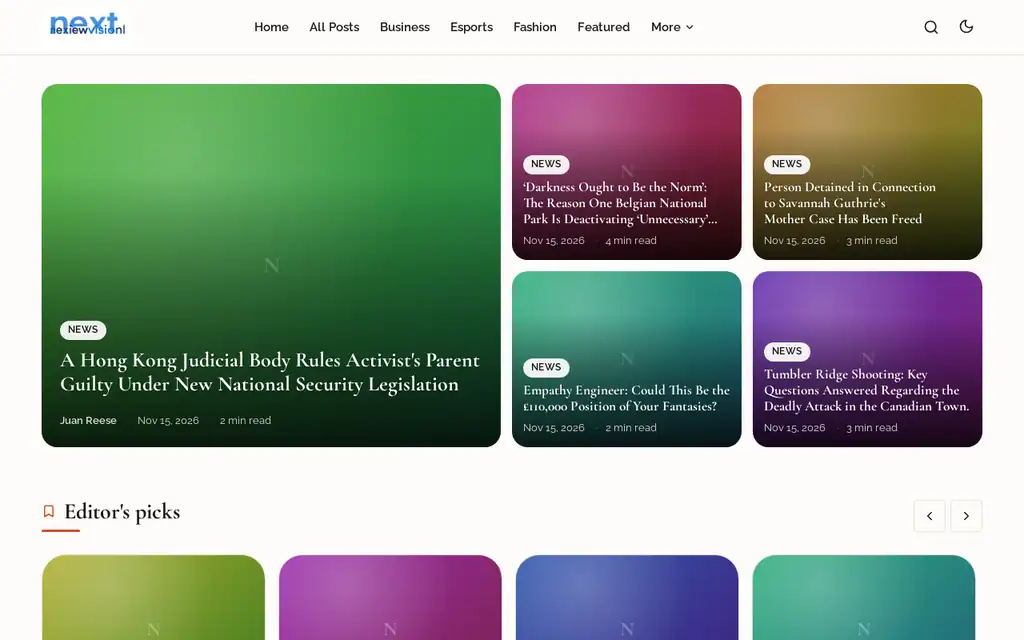 next
nexiewvisionl
Home
All Posts
Business
Esports
Fashion
Featured
More
N
NEWS
A Hong Kong Judicial Body Rules Activist's Parent
Guilty Under New National Security Legislation
Juan Reese
Nov 15, 2026
2 min read
N
NEWS
‘Darkness Ought to Be the Norm’:
The Reason One Belgian National
Park Is Deactivating ‘Unnecessary’...
Nov 15, 2026 · 4 min read
N
NEWS
Person Detained in Connection
to Savannah Guthrie's
Mother Case Has Been Freed
Nov 15, 2026 · 3 min read
N
NEWS
Empathy Engineer: Could This Be the
£110,000 Position of Your Fantasies?
Nov 15, 2026 · 2 min read
N
NEWS
Tumbler Ridge Shooting: Key
Questions Answered Regarding the
Deadly Attack in the Canadian Town.
Nov 15, 2026 · 3 min read
Editor's picks
N
N
N
N